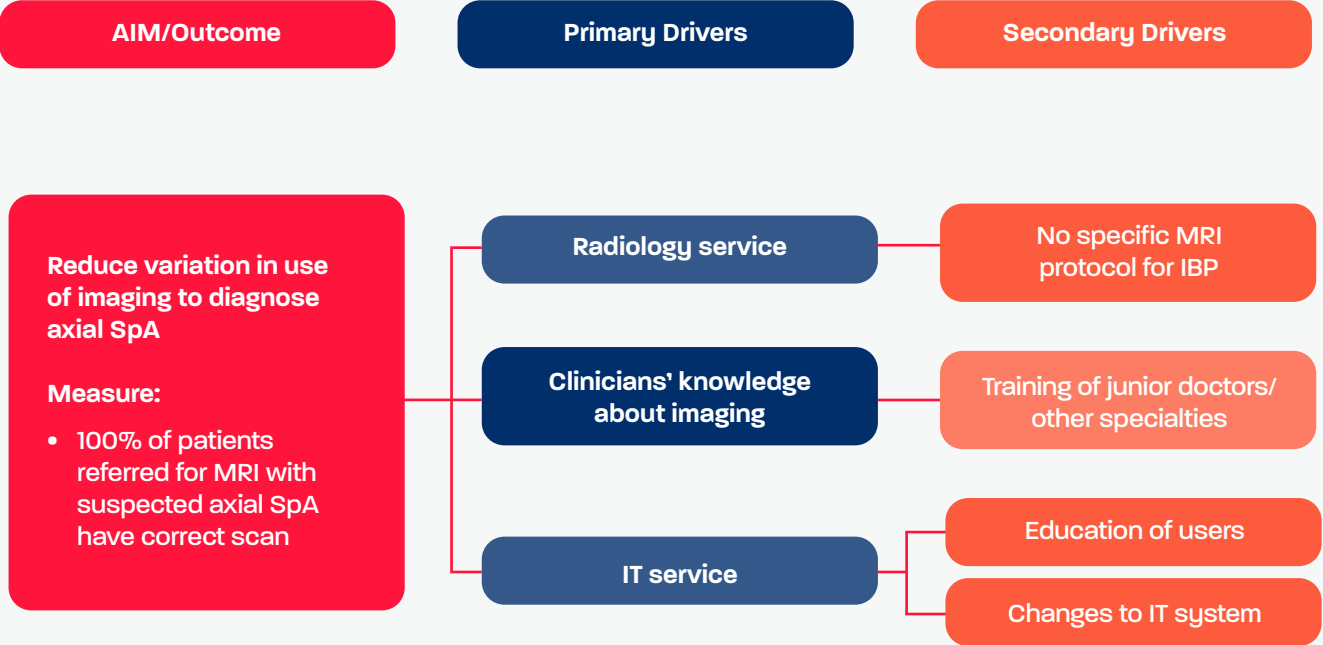 AIM/Outcome
Primary Drivers
Secondary Drivers
Reduce variation in use
of imaging to diagnose
axial SpA
Measure:
• 100% of patients
referred for MRI with
suspected axial SpA
have correct scan
Radiology service
No specific MRI
protocol for IBP
Clinicians' knowledge
about imaging
Training of junior doctors/
other specialties
IT service
Education of users
Changes to IT system